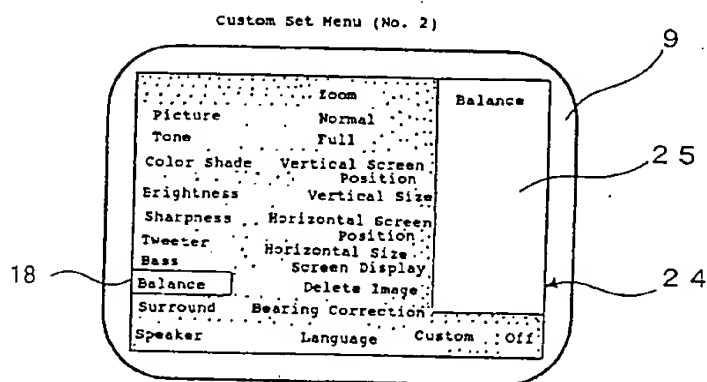 Custom Set Menu (No. 2)
9
Zoom
Balance
Picture
Normal
Tone
Full
Color Shade
Vertical Screen
Position
25
Brightness
Vertical Size
Sharpness
Horizontal Screen
Position
Tweeter
Horizontal Size
Bass
Screen Display
18
Balance
Delete Image
24
Surround
Bearing Correction
Speaker
Language
Custom
Off